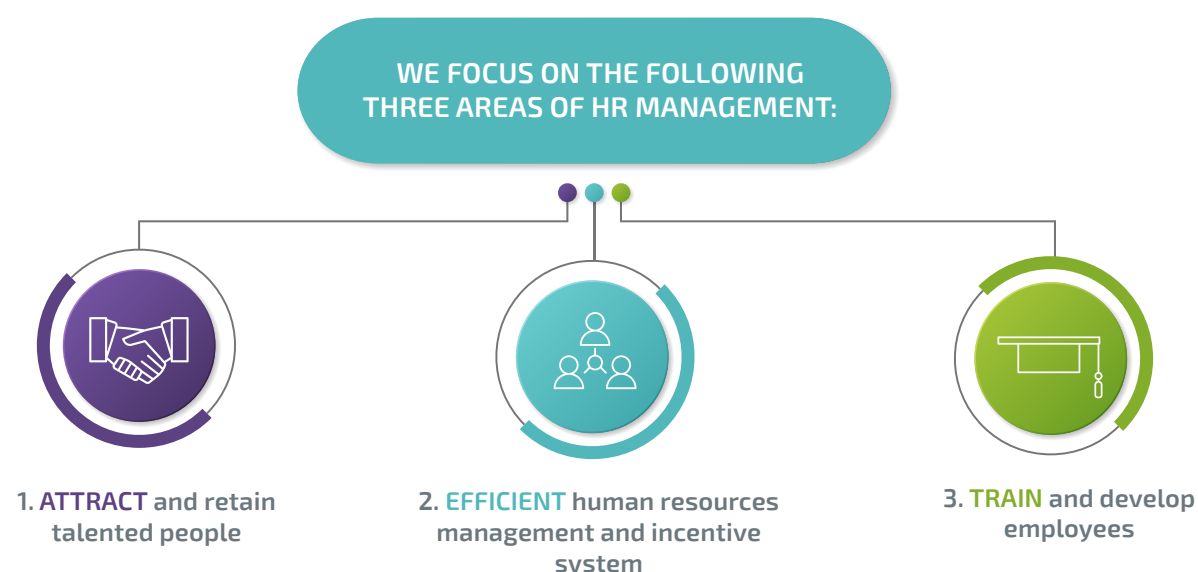 WE FOCUS ON THE FOLLOWING
THREE AREAS OF HR MANAGEMENT:
1. ATTRACT and retain
talented people
2. EFFICIENT human resources
management and incentive
system
3. TRAIN and develop
employees